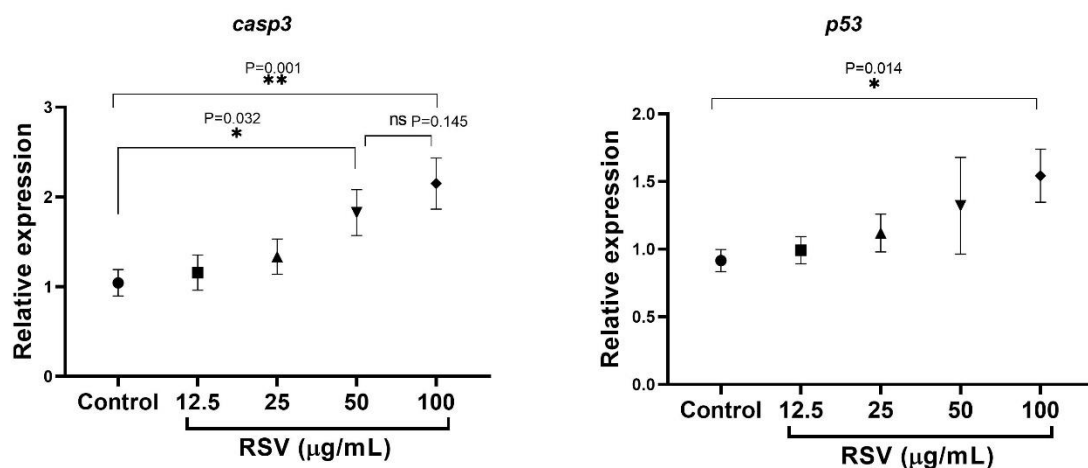 casp3
P=0.001
**
P=0.032
*
ns P=0.145
3
2
1
0
Relative expression
Control 12.5 25 50 100
RSV (μg/mL)
p53
P=0.014
*
2.0
1.5
1.0
0.5
0.0
Relative expression
Control 12.5 25 50 100
RSV (μg/mL)